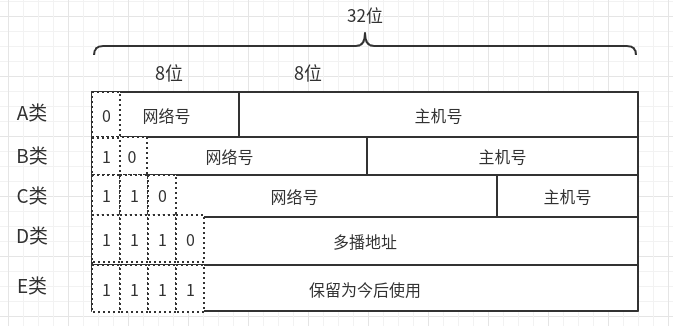 32位
8位 8位
A类 0 网络号 主机号
B类 1 0 网络号 主机号
C类 1 1 0 网络号 主机号
D类 1 1 1 0 多播地址
E类 1 1 1 1 保留为今后使用